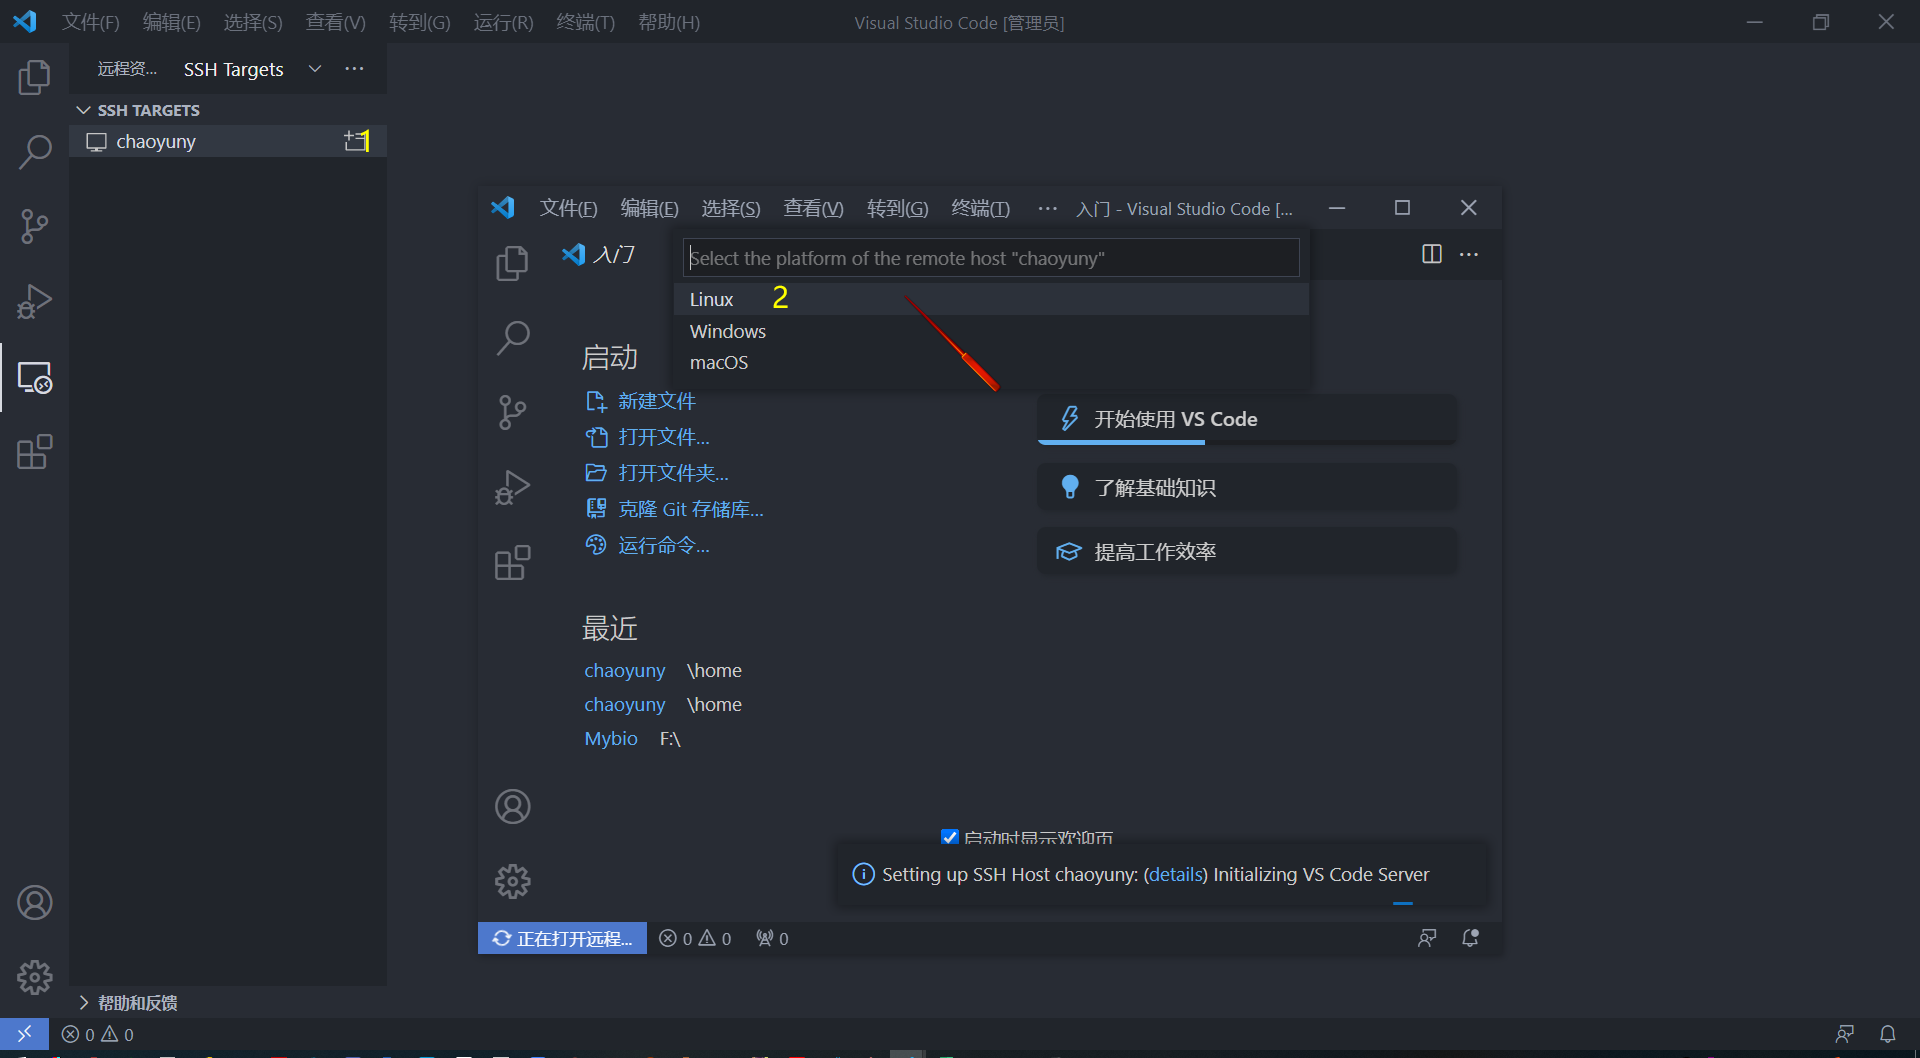 文件(F) 编辑(E) 选择(S) 查看(V) 转到(G) 运行(R) 终端(T) 帮助(H) Visual Studio Code [管理员]
远程资... SSH Targets
SSH TARGETS
chaoyuny 1
文件(F) 编辑(E) 选择(S) 查看(V) 转到(G) 终端(T) ··· 入门 - Visual Studio Code [...
入门
Select the platform of the remote host "chaoyuny"
Linux 2
Windows
macOS
启动
新建文件
打开文件...
打开文件夹...
克隆 Git 存储库...
运行命令...
开始使用 VS Code
了解基础知识
提高工作效率
最近
chaoyuny \home
chaoyuny \home
Mybio F:\
启动时显示欢迎页
Setting up SSH Host chaoyuny: (details) Initializing VS Code Server
正在打开远程... 0 0 0
帮助和反馈
0 0